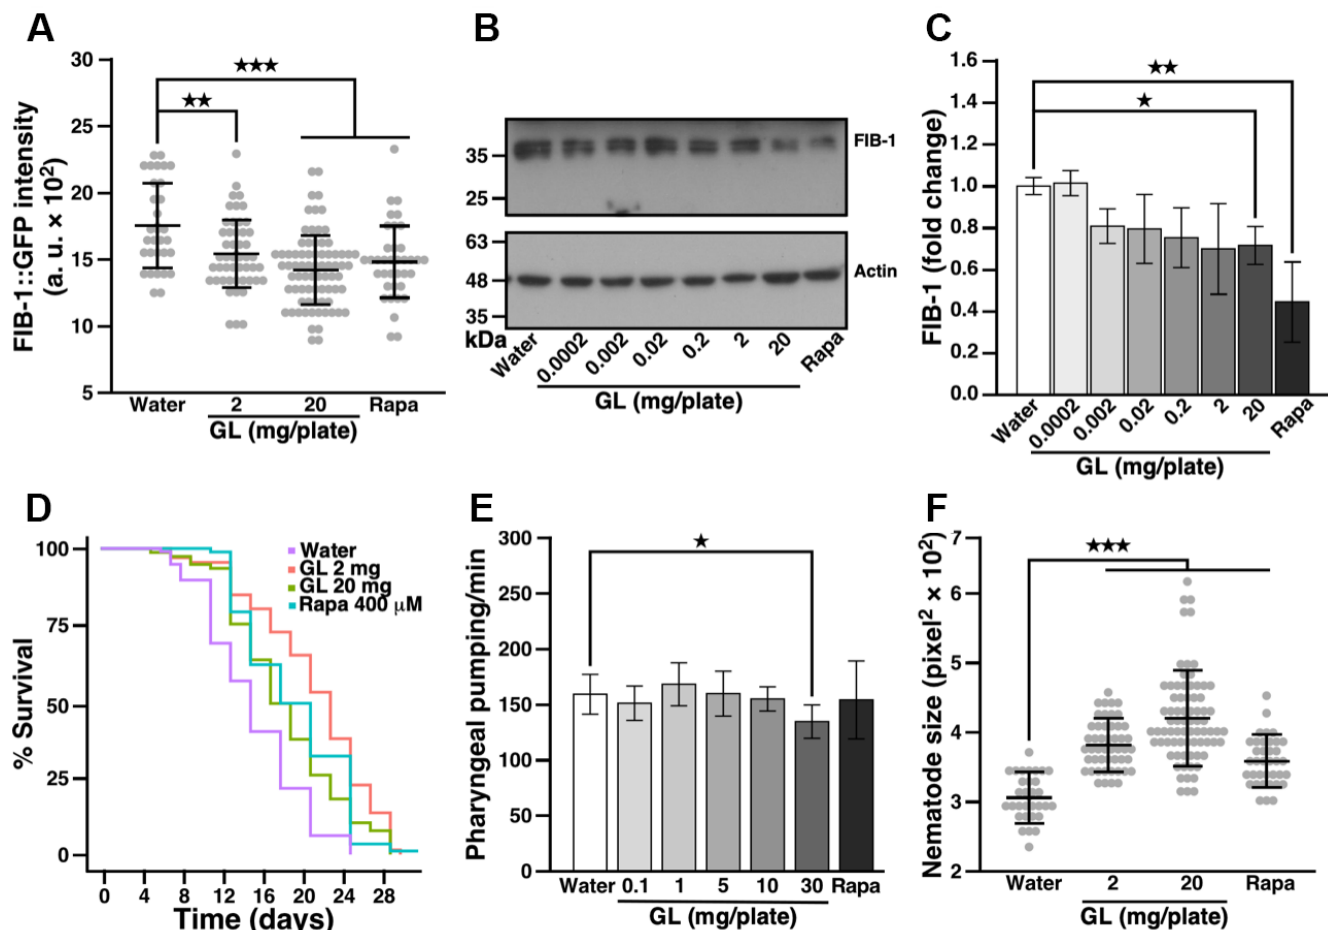 A
FIB-1::GFP intensity
(a. u. × 10²)
30
25
20
15
10
5
★★★
★★
Water
2
20
Rapa
GL (mg/plate)
B
35
25
63
48
35
kDa
FIB-1
Actin
Water
0.0002
0.002
0.02
0.2
2
20
Rapa
GL (mg/plate)
C
FIB-1 (fold change)
1.6
1.4
1.2
1.0
0.8
0.6
0.4
0.2
0.0
★★
★
Water
0.0002
0.002
0.02
0.2
2
20
Rapa
GL (mg/plate)
D
% Survival
100
75
50
25
0
Water
GL 2 mg
GL 20 mg
Rapa 400 μM
0 4 8 12 16 20 24 28
Time (days)
E
Pharyngeal pumping/min
300
250
200
150
100
50
0
★
Water 0.1 1 5 10 30 Rapa
GL (mg/plate)
F
Nematode size (pixel² × 10²)
7
6
5
4
3
2
★★★
Water
2
20
Rapa
GL (mg/plate)